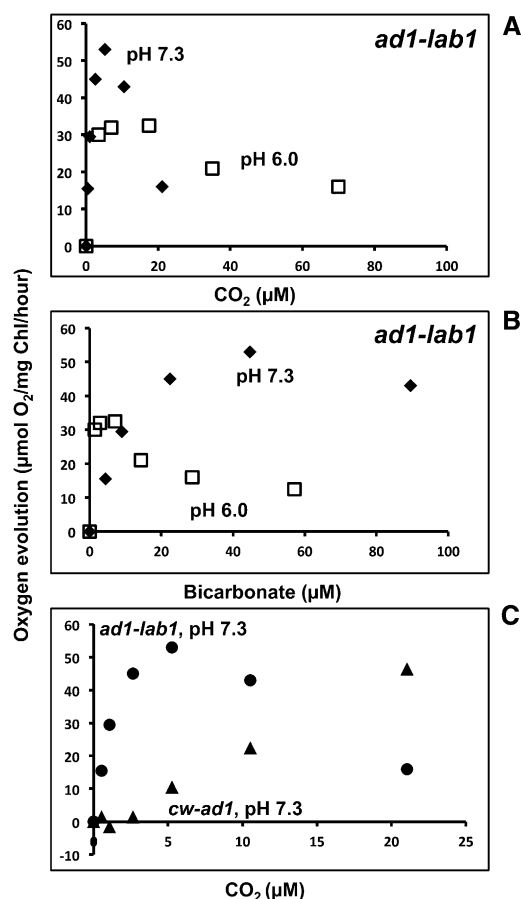 A
ad1-lab1
pH 7.3
pH 6.0
60
50
40
30
20
10
0
0 20 40 60 80 100
CO₂ (µM)
B
ad1-lab1
pH 7.3
pH 6.0
60
50
40
30
20
10
0
0 20 40 60 80 100
Bicarbonate (µM)
Oxygen evolution (µmol O₂/mg Chl/hour)
C
ad1-lab1, pH 7.3
cw-ad1, pH 7.3
60
50
40
30
20
10
0
-10
0 5 10 15 20 25
CO₂ (µM)